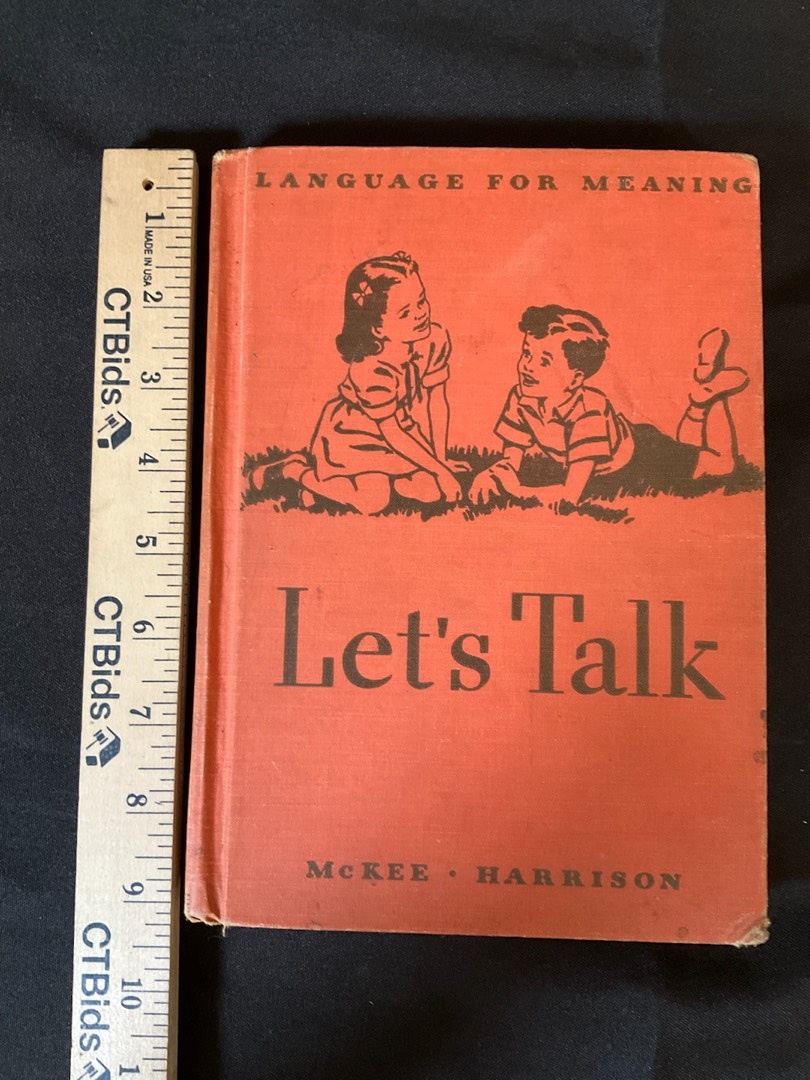 LANGUAGE FOR MEANING
Let's Talk
McKEE • HARRISON
1
MADE IN USA
2
CTBids
3
4
5
CTBids
6
7
8
9
CTBids
10
1